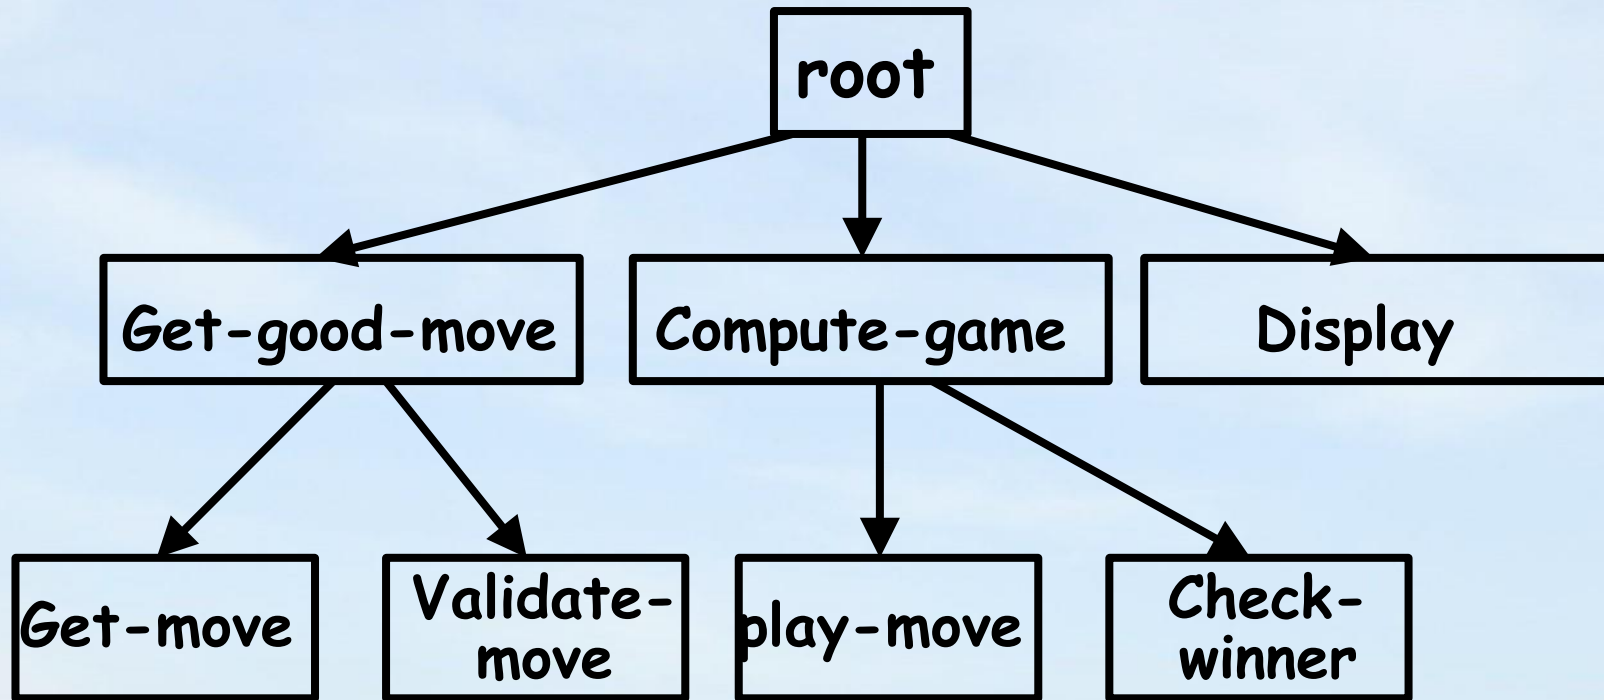 root
Get-good-move
Compute-game
Display
Get-move
Validate-
move
play-move
Check-
winner